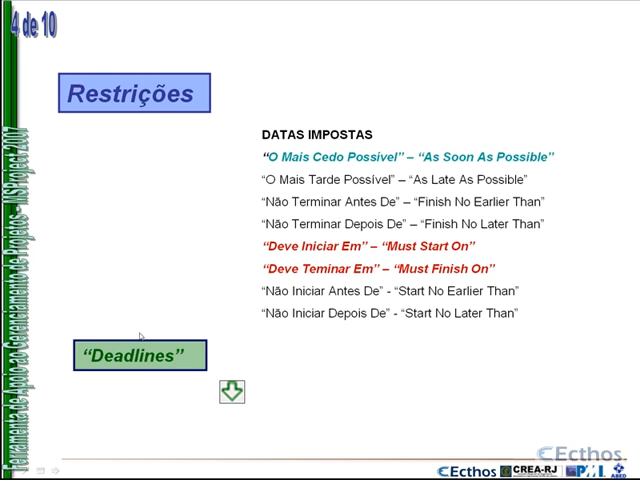 4 de 10
Restrições
DATAS IMPOSTAS
“O Mais Cedo Possível” – “As Soon As Possible”
“O Mais Tarde Possível” – “As Late As Possible”
“Não Terminar Antes De” – “Finish No Earlier Than”
“Não Terminar Depois De” – “Finish No Later Than”
“Deve Iniciar Em” – “Must Start On”
“Deve Teminar Em” – “Must Finish On”
“Não Iniciar Antes De” - “Start No Earlier Than”
“Não Iniciar Depois De” - “Start No Later Than”
“Deadlines”
Ferramenta de Apoio ao Gerenciamento de Projetos - MSProject 2007
Ecthos
Ecthos
CREA-RJ
PMI
ABED